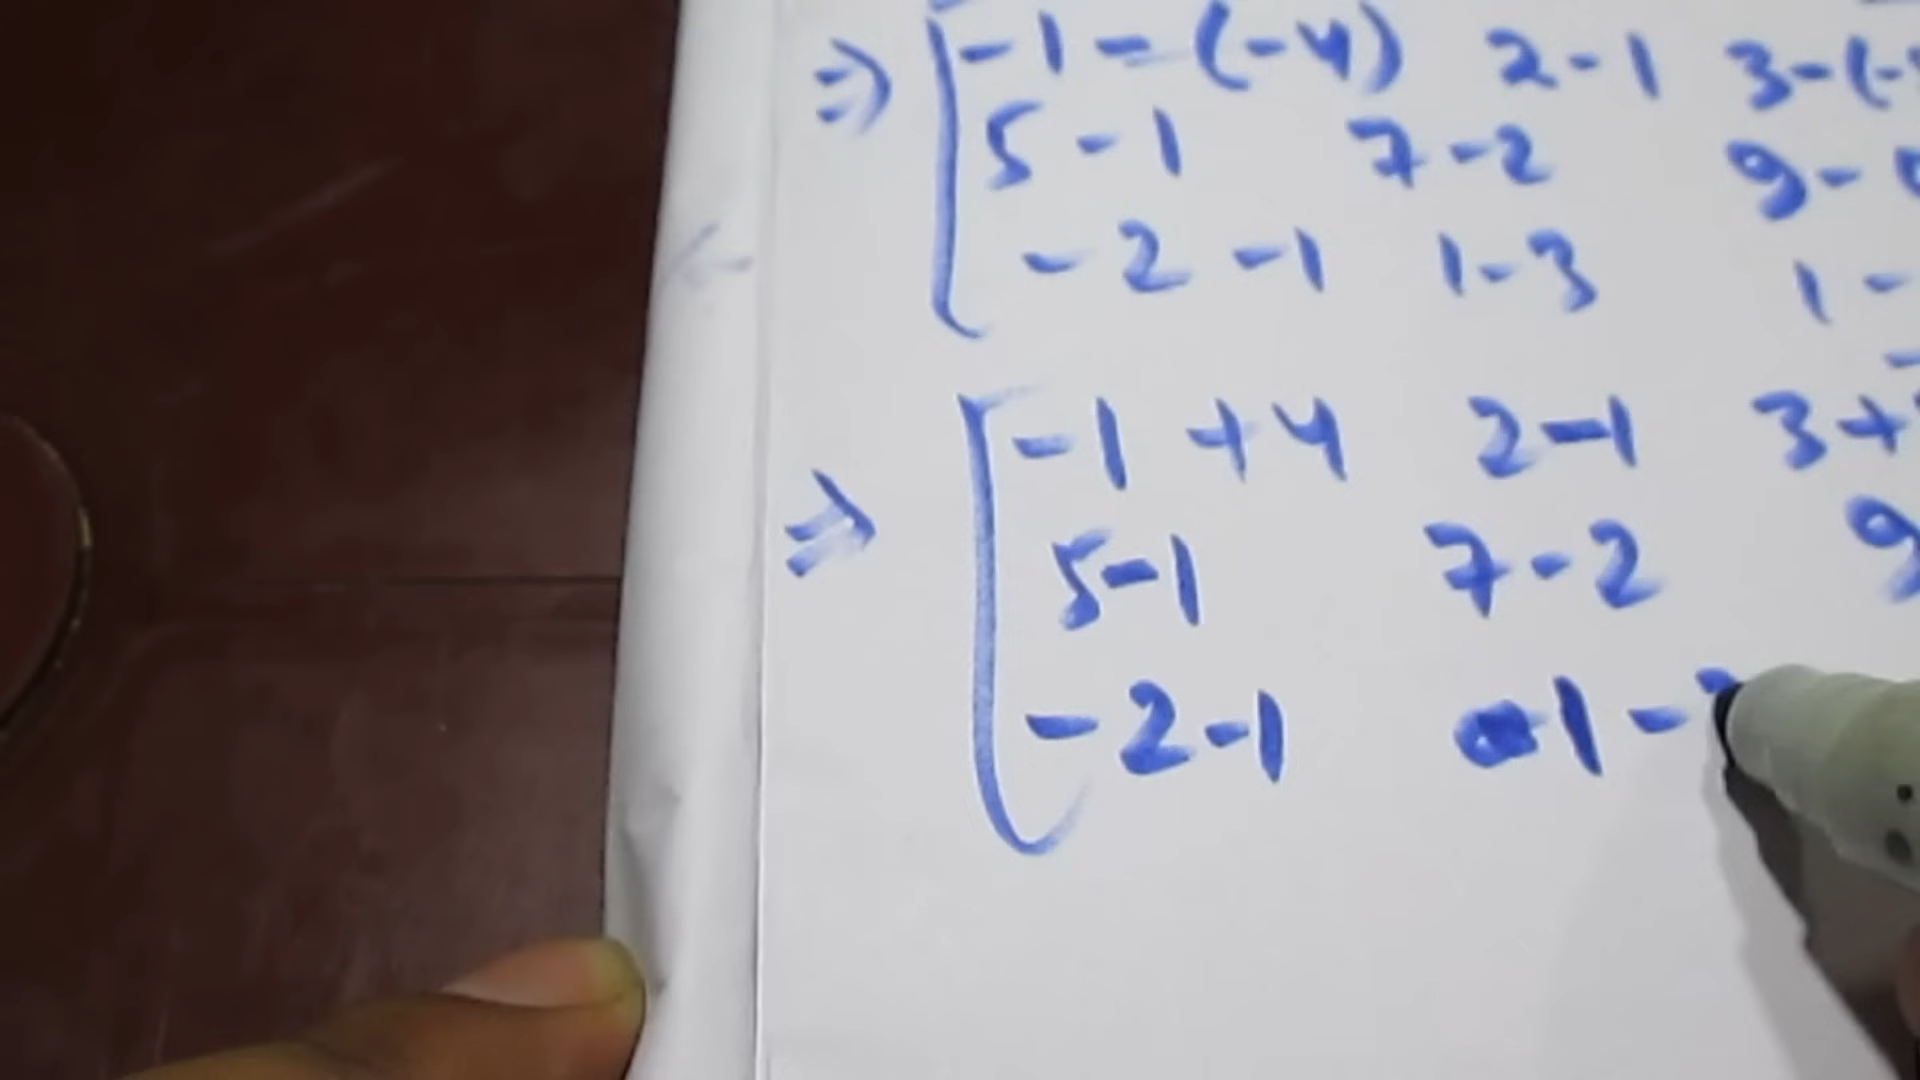 ⇒ [ -1 - (-4) 2-1 3-(-
5 - 1 7-2 9-
-2 -1 1-3 1 -
⇒ [ -1 + 4 2-1 3+
5-1 7-2 9
-2-1 1-